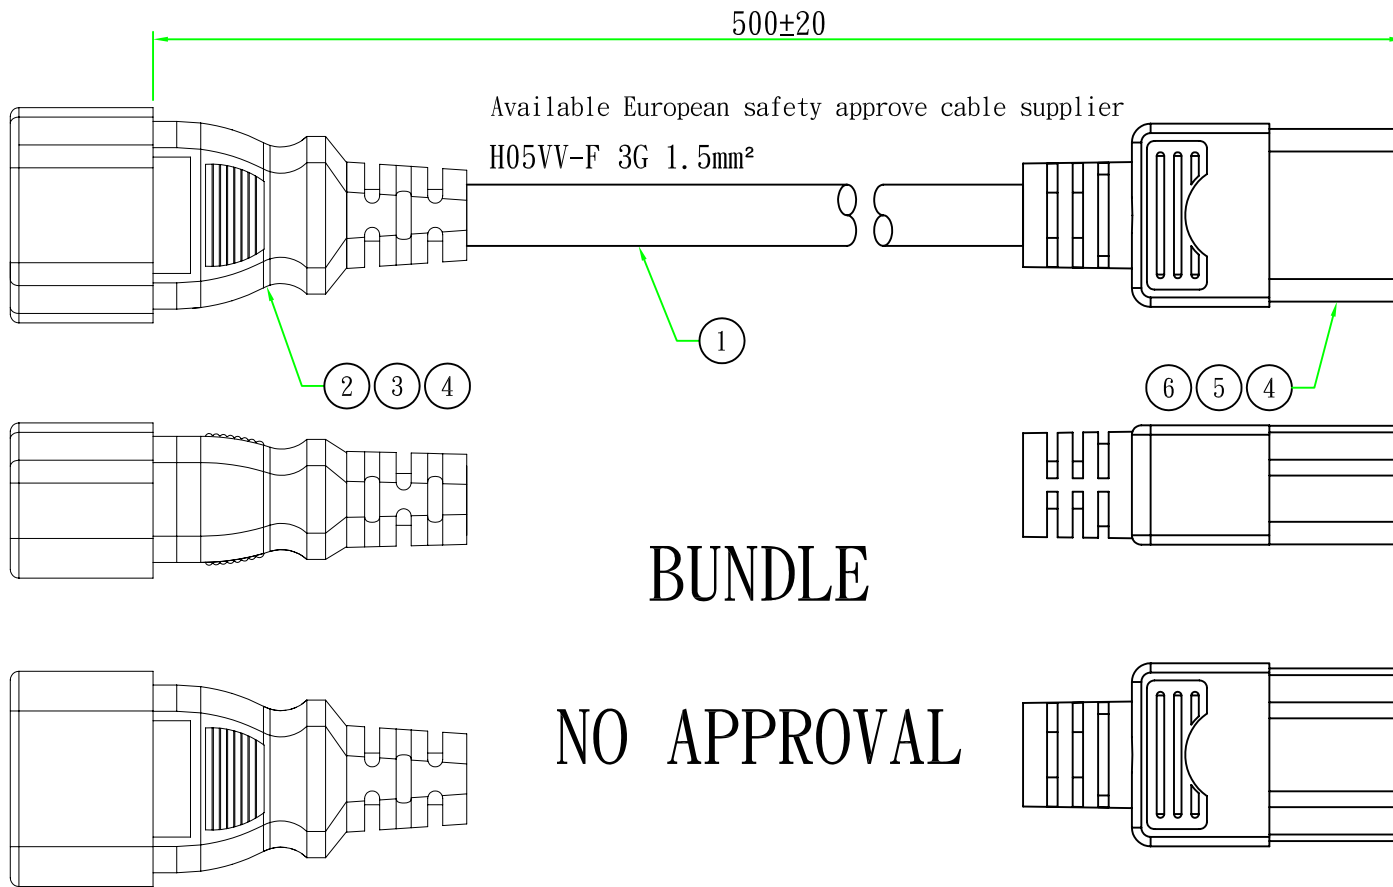 500±20
Available European safety approve cable supplier
H05VV-F 3G 1.5mm²
1
2 3 4
6 5 4
BUNDLE
NO APPROVAL